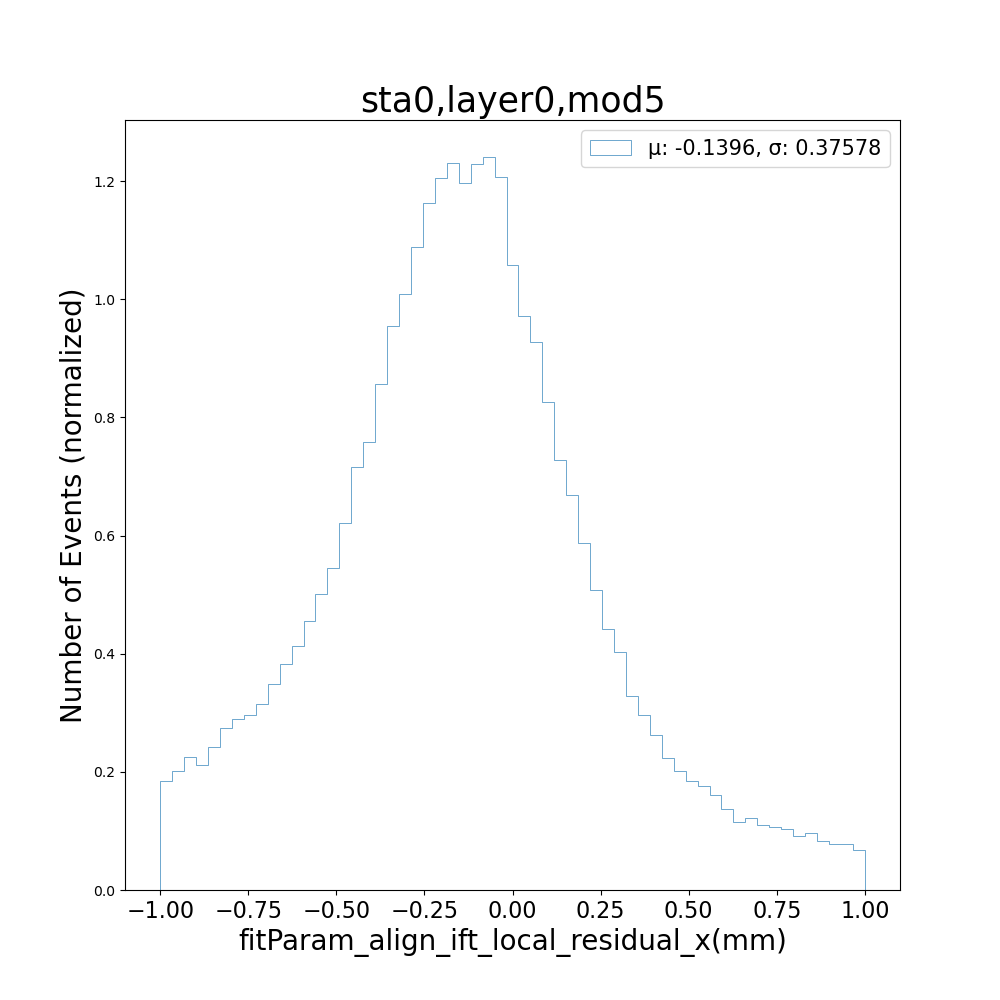 sta0,layer0,mod5
μ: -0.1396, σ: 0.37578
Number of Events (normalized)
1.2
1.0
0.8
0.6
0.4
0.2
0.0
−1.00 −0.75 −0.50 −0.25 0.00 0.25 0.50 0.75 1.00
fitParam_align_ift_local_residual_x(mm)